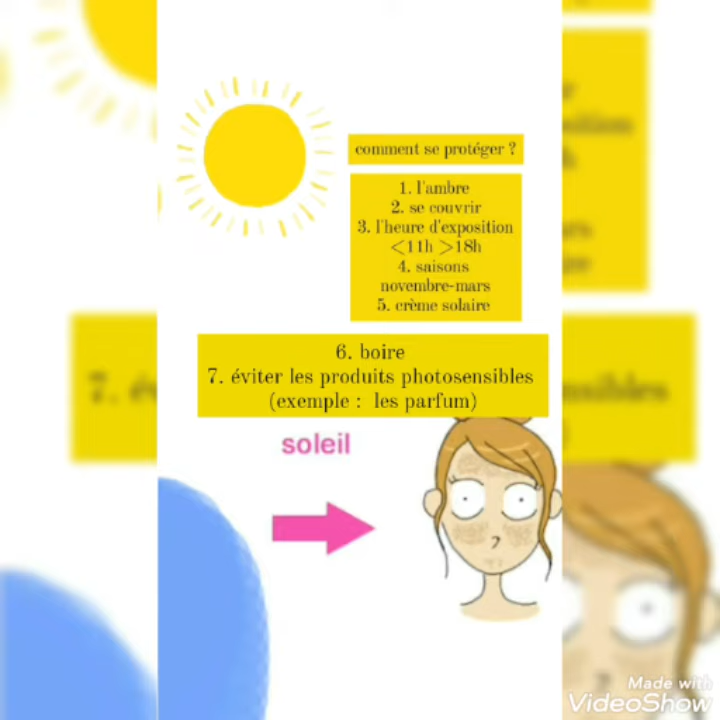 comment se protéger ?
1. l'ambre
2. se couvrir
3. l'heure d'exposition
<11h >18h
4. saisons
novembre-mars
5. crème solaire
6. boire
7. éviter les produits photosensibles
(exemple : les parfum)
soleil
Made with
VideoShow